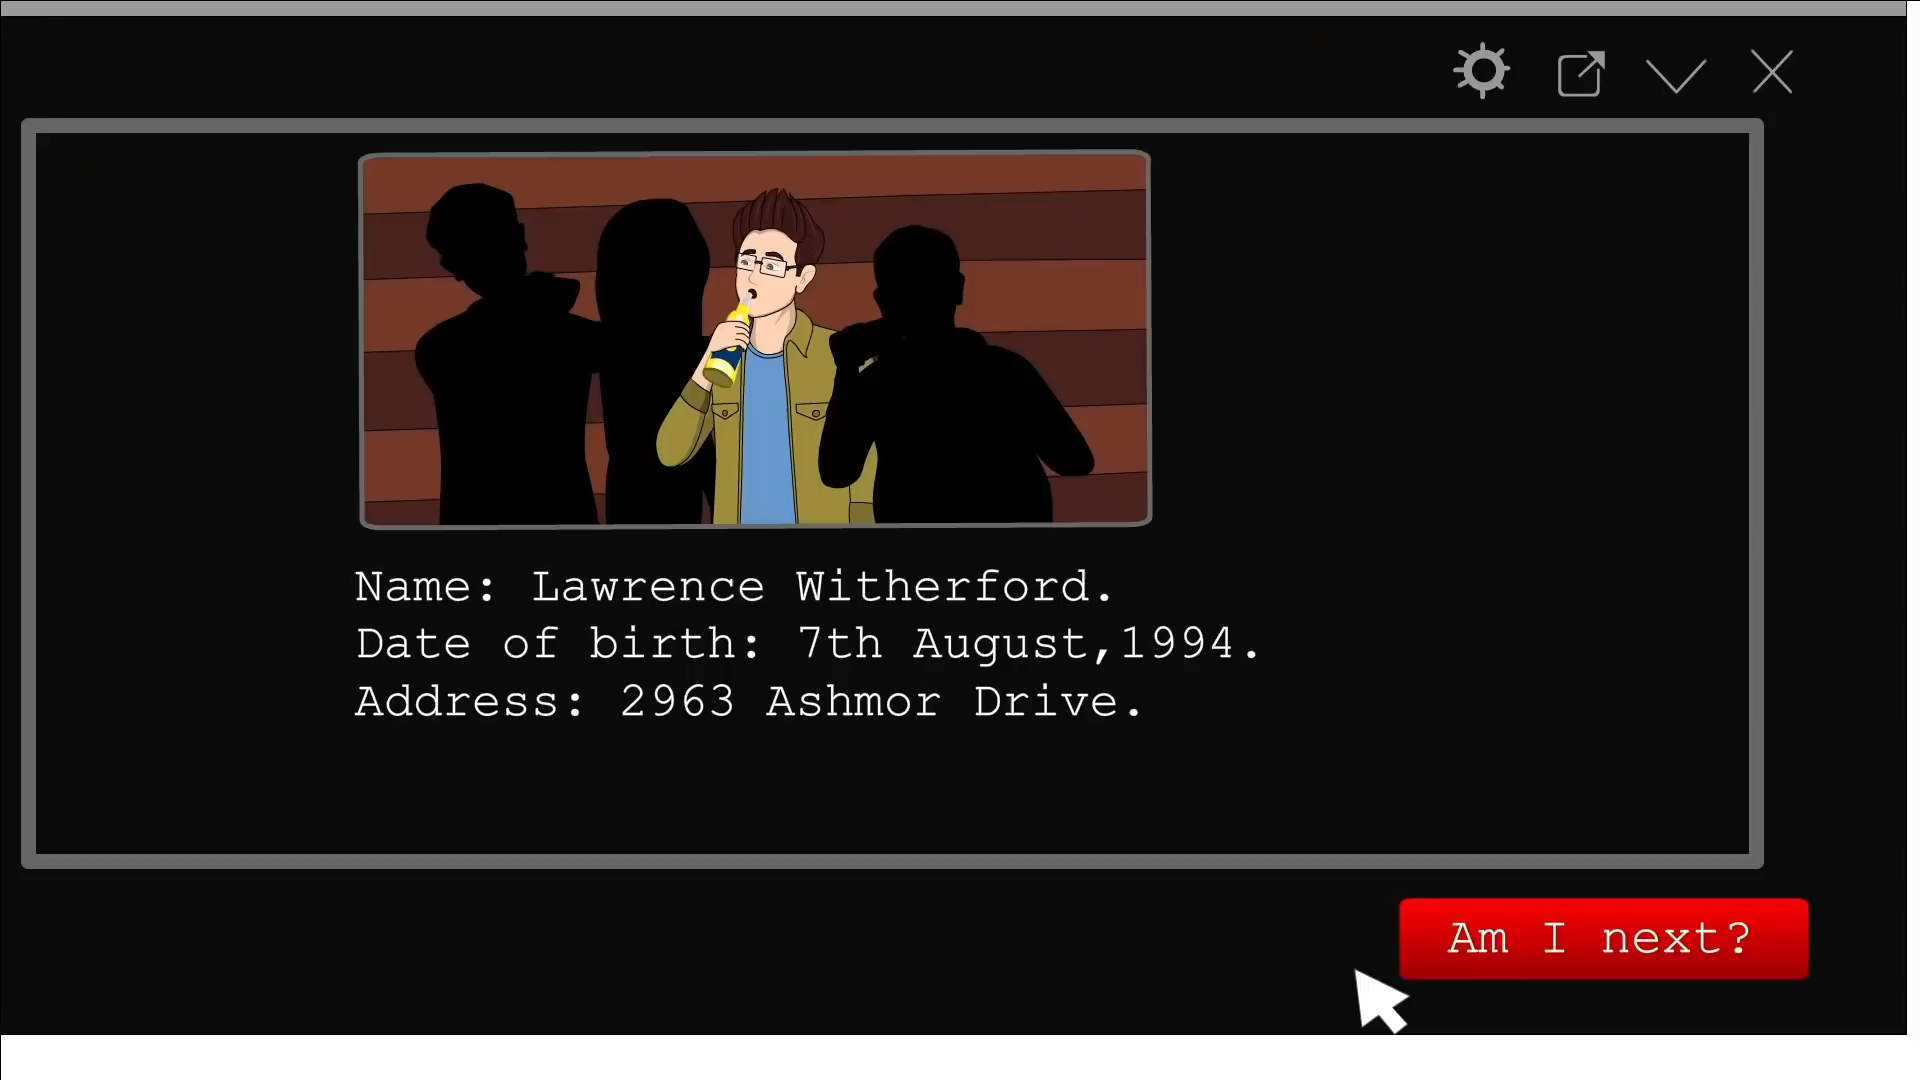 Name: Lawrence Witherford.
Date of birth: 7th August,1994.
Address: 2963 Ashmor Drive.
Am I next?